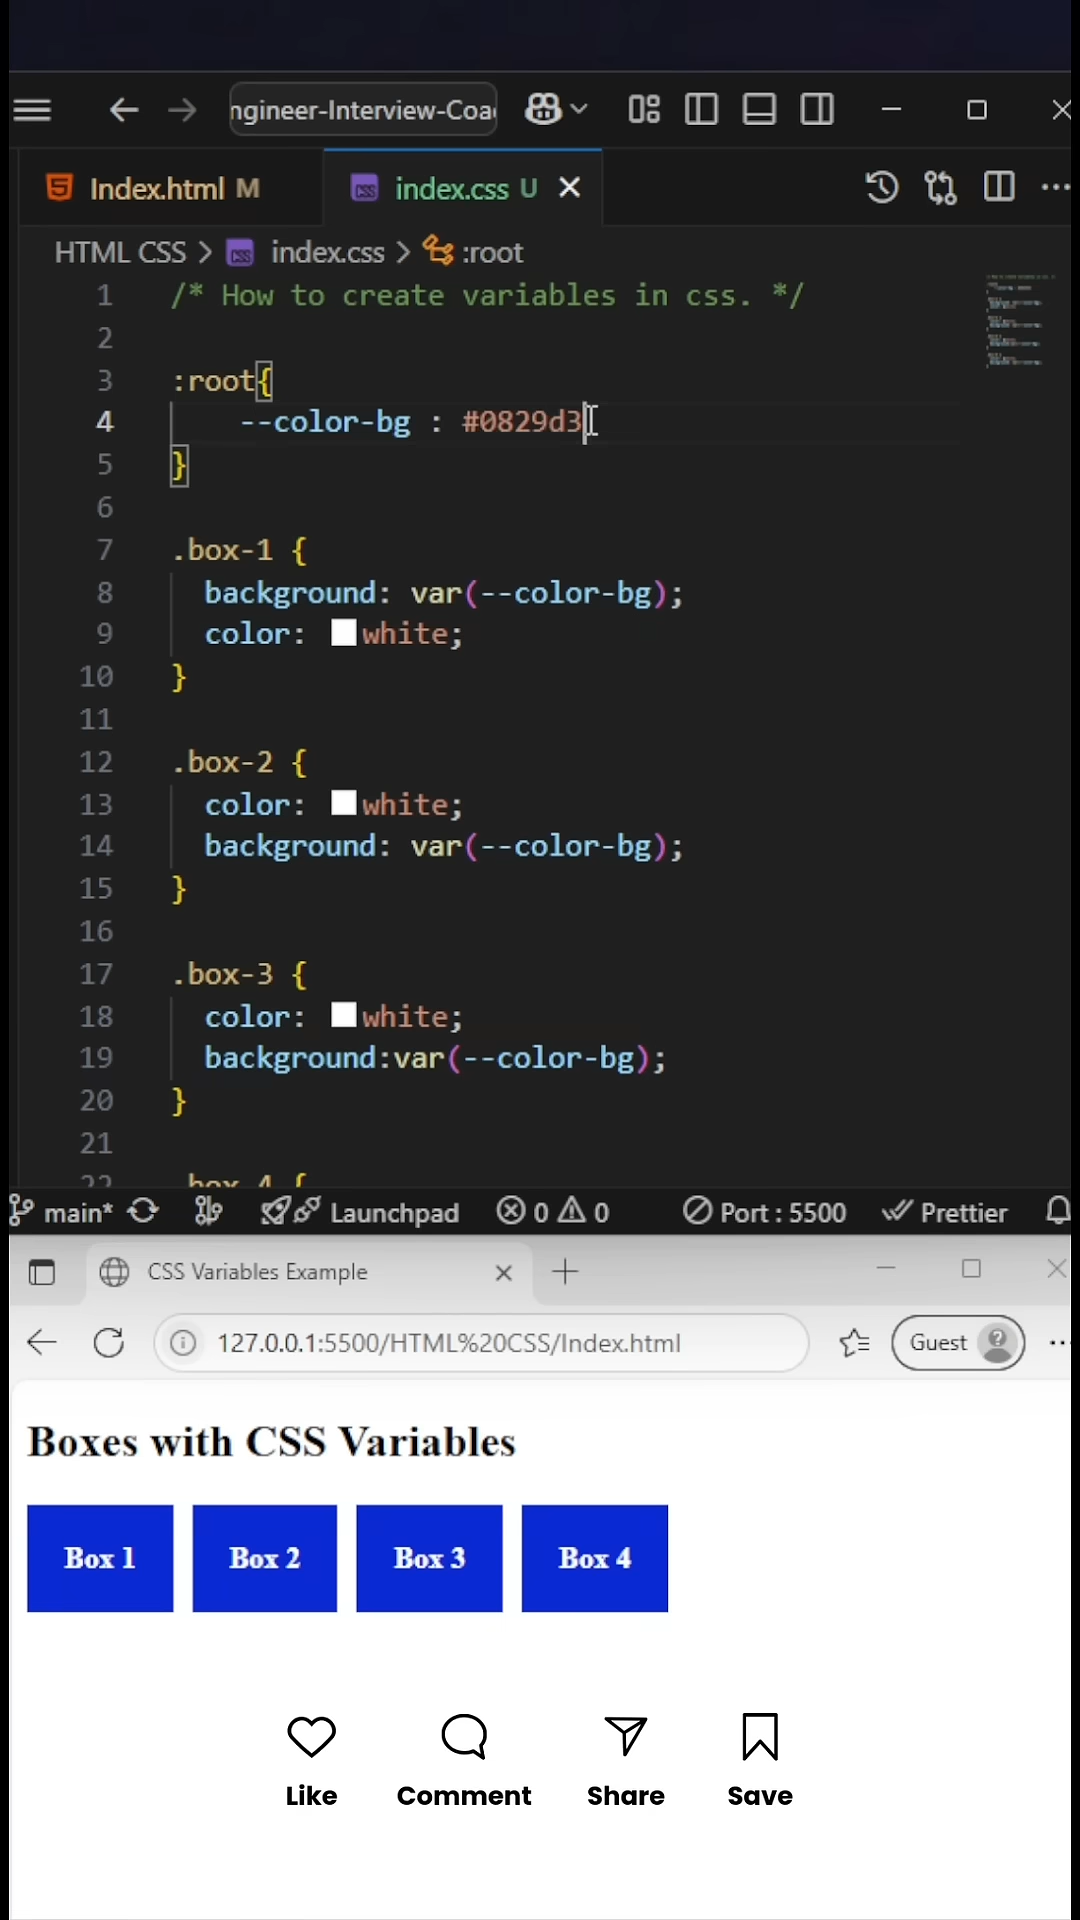 ngineer-Interview-Coa
Index.html M
index.css U
HTML CSS > index.css > :root
1 /* How to create variables in css. */
2
3 :root{
4 --color-bg : #0829d3
5 }
6
7 .box-1 {
8 background: var(--color-bg);
9 color: white;
10 }
11
12 .box-2 {
13 color: white;
14 background: var(--color-bg);
15 }
16
17 .box-3 {
18 color: white;
19 background:var(--color-bg);
20 }
21
22 .box-4 {
main* Launchpad 0 0 Port : 5500 Prettier
CSS Variables Example
127.0.0.1:5500/HTML%20CSS/Index.html Guest
Boxes with CSS Variables
Box 1 Box 2 Box 3 Box 4
Like Comment Share Save